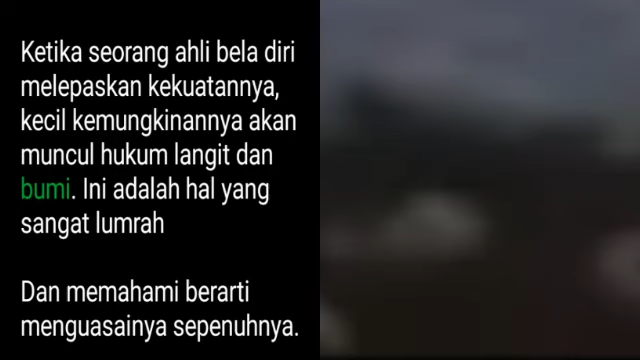 Ketika seorang ahli bela diri
melepaskan kekuatannya,
kecil kemungkinannya akan
muncul hukum langit dan
bumi. Ini adalah hal yang
sangat lumrah
Dan memahami berarti
menguasainya sepenuhnya.